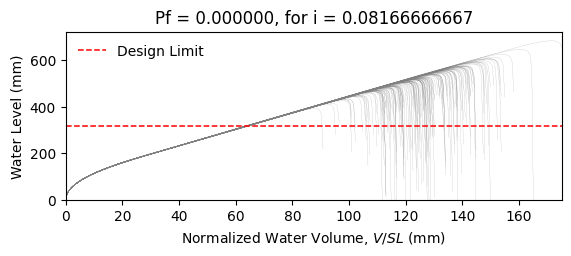 Pf = 0.000000, for i = 0.08166666667
Design Limit
Water Level (mm)
600
400
200
0
0 20 40 60 80 100 120 140 160
Normalized Water Volume, V/SL (mm)